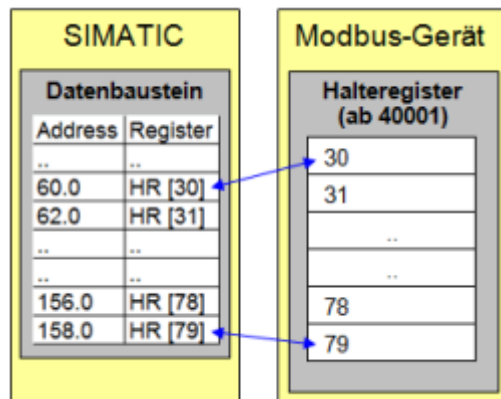 SIMATIC
Datenbaustein
Address Register
.. ..
60.0 HR [30]
62.0 HR [31]
.. ..
.. ..
156.0 HR [78]
158.0 HR [79]
Modbus-Gerät
Halteregister
(ab 40001)
30
31
..
..
78
79